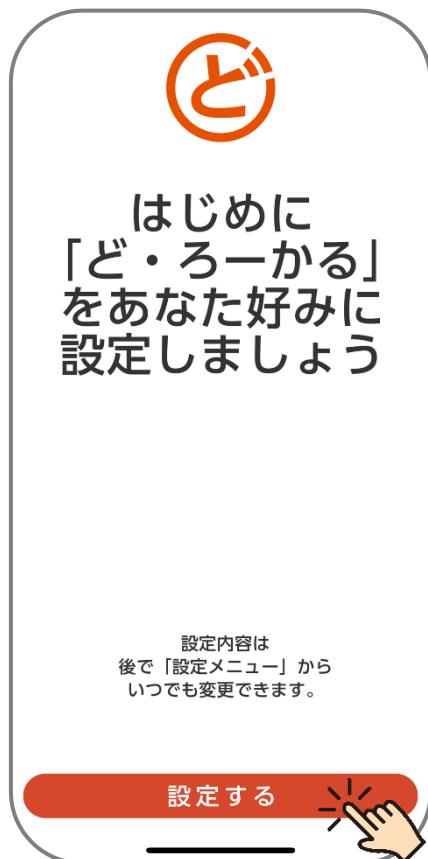 ど
はじめに
「ど・ろーかる」
をあなた好みに
設定しましょう
設定内容は
後で「設定メニュー」から
いつでも変更できます。
設定する